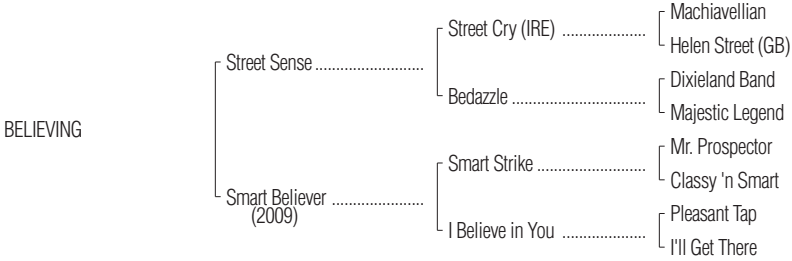 Machiavellian
Street Cry (IRE) ....................
Helen Street (GB)
Street Sense ..........................
Dixieland Band
Bedazzle ................................
Majestic Legend
BELIEVING
Mr. Prospector
Smart Strike ..........................
Classy 'n Smart
Smart Believer ......................
(2009)
Pleasant Tap
I Believe in You ....................
I'll Get There